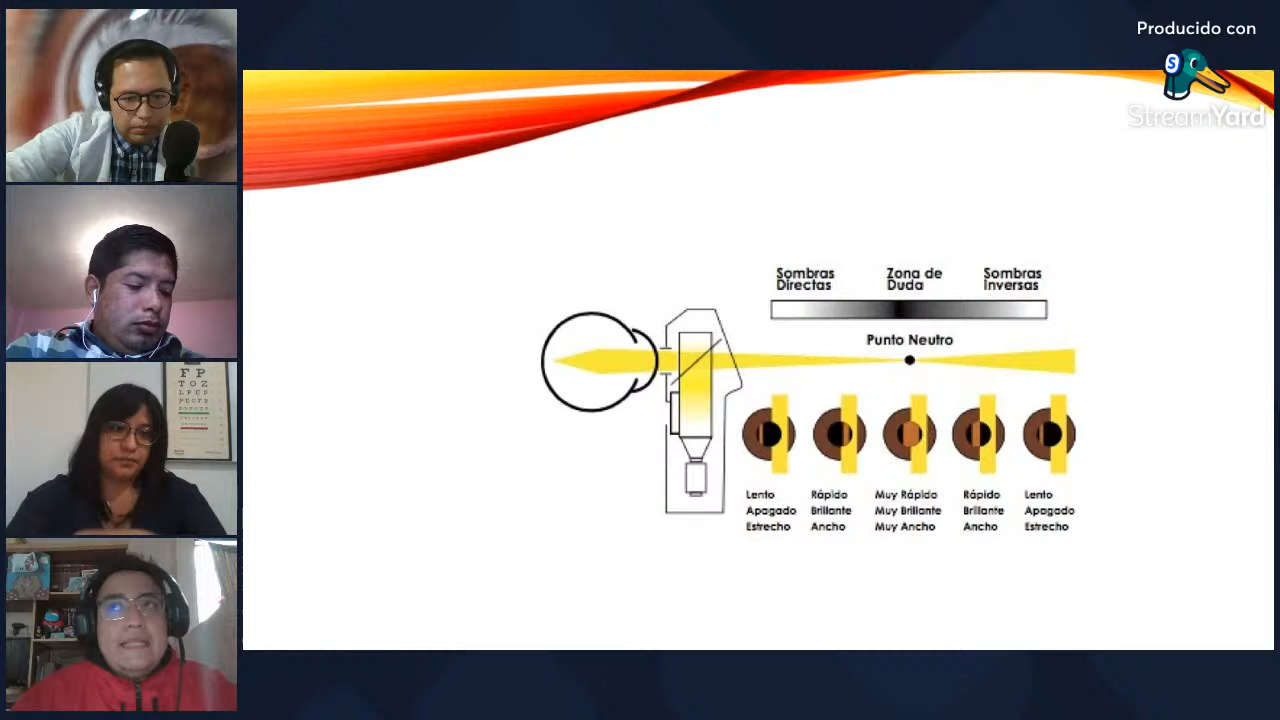 Producido con
S
StreamYard
F P
T O Z
L P E D
Sombras
Directas
Zona de
Duda
Sombras
Inversas
Punto Neutro
Lento
Apagado
Estrecho
Rápido
Brillante
Ancho
Muy Rápido
Muy Brillante
Muy Ancho
Rápido
Brillante
Ancho
Lento
Apagado
Estrecho